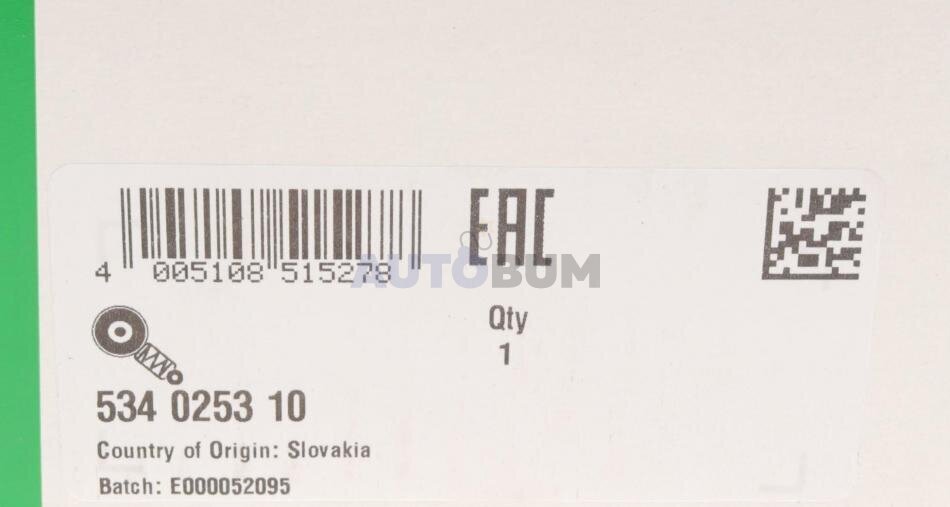 EAC
4 005108 515278
AUTOBUM
Qty
1
534 0253 10
Country of Origin: Slovakia
Batch: E000052095